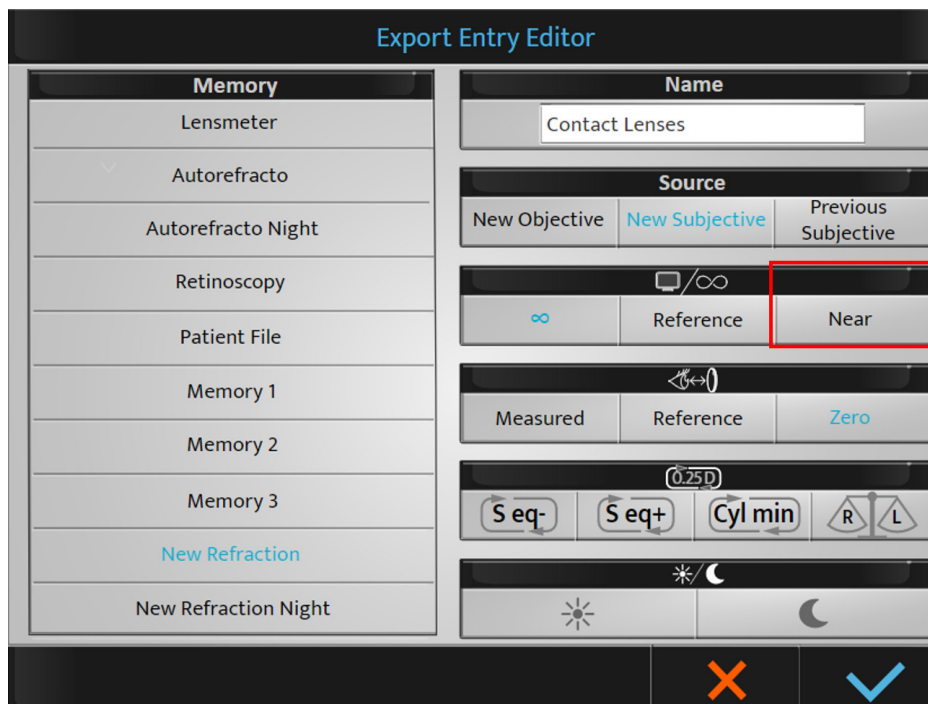 Export Entry Editor
Memory
Lensmeter
Autorefracto
Autorefracto Night
Retinoscopy
Patient File
Memory 1
Memory 2
Memory 3
New Refraction
New Refraction Night
Name
Contact Lenses
Source
New Objective
New Subjective
Previous
Subjective
/∞
∞
Reference
Near
Measured
Reference
Zero
0.25 D
S eq-
S eq+
Cyl min
R
L